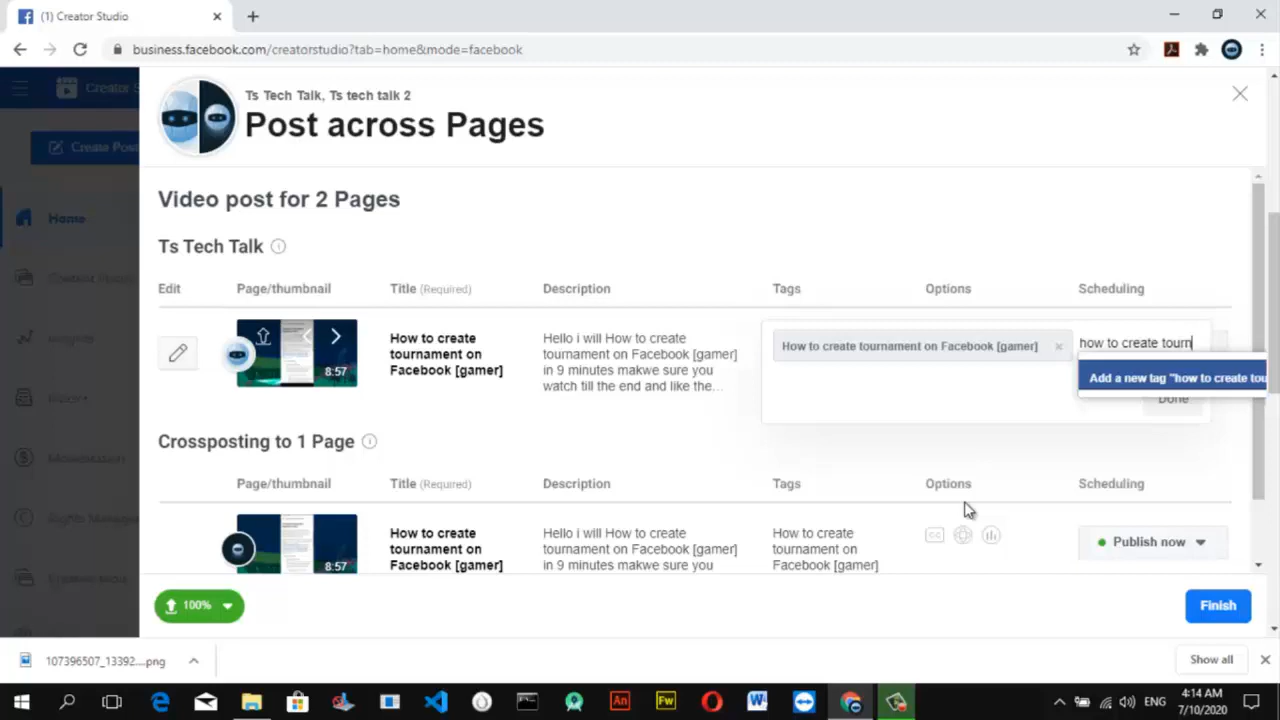 (1) Creator Studio
business.facebook.com/creatorstudio?tab=home&mode=facebook
Creator S
Create Post
Home
Ts Tech Talk, Ts tech talk 2
Post across Pages
Video post for 2 Pages
Ts Tech Talk
Edit Page/thumbnail Title (Required) Description Tags Options Scheduling
8:57
How to create
tournament on
Facebook [gamer]
Hello i will How to create
tournament on Facebook [gamer]
in 9 minutes makwe sure you
watch till the end and like the...
How to create tournament on Facebook [gamer] ×
how to create tourn
Add a new tag "how to create tou
Done
Crossposting to 1 Page
Page/thumbnail Title (Required) Description Tags Options Scheduling
8:57
How to create
tournament on
Facebook [gamer]
Hello i will How to create
tournament on Facebook [gamer]
in 9 minutes makwe sure you
How to create
tournament on
Facebook [gamer]
CC
Publish now
100%
Finish
107396507_13392....png
Show all
An
Fw
W
ENG
4:14 AM
7/10/2020